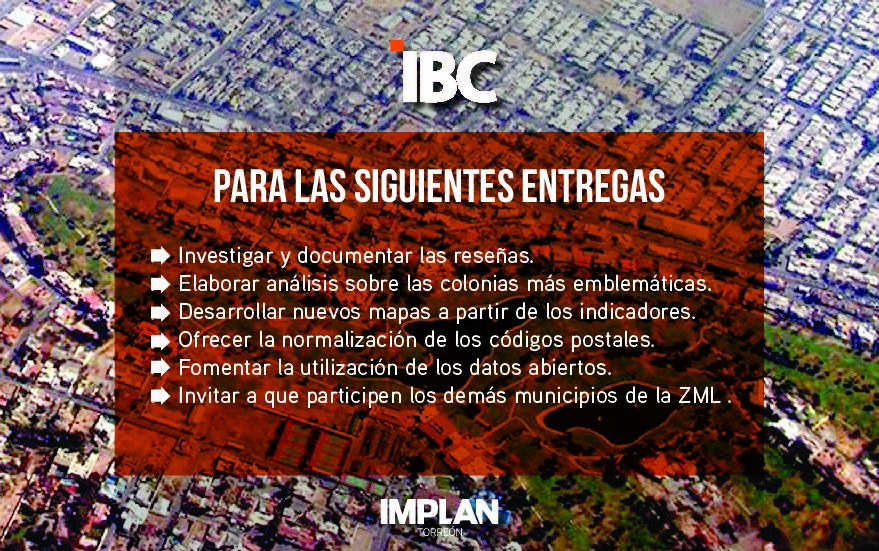 IBC
PARA LAS SIGUIENTES ENTREGAS
Investigar y documentar las reseñas.
Elaborar análisis sobre las colonias más emblemáticas.
Desarrollar nuevos mapas a partir de los indicadores.
Ofrecer la normalización de los códigos postales.
Fomentar la utilización de los datos abiertos.
Invitar a que participen los demás municipios de la ZML .
IMPLAN
TORREÓN